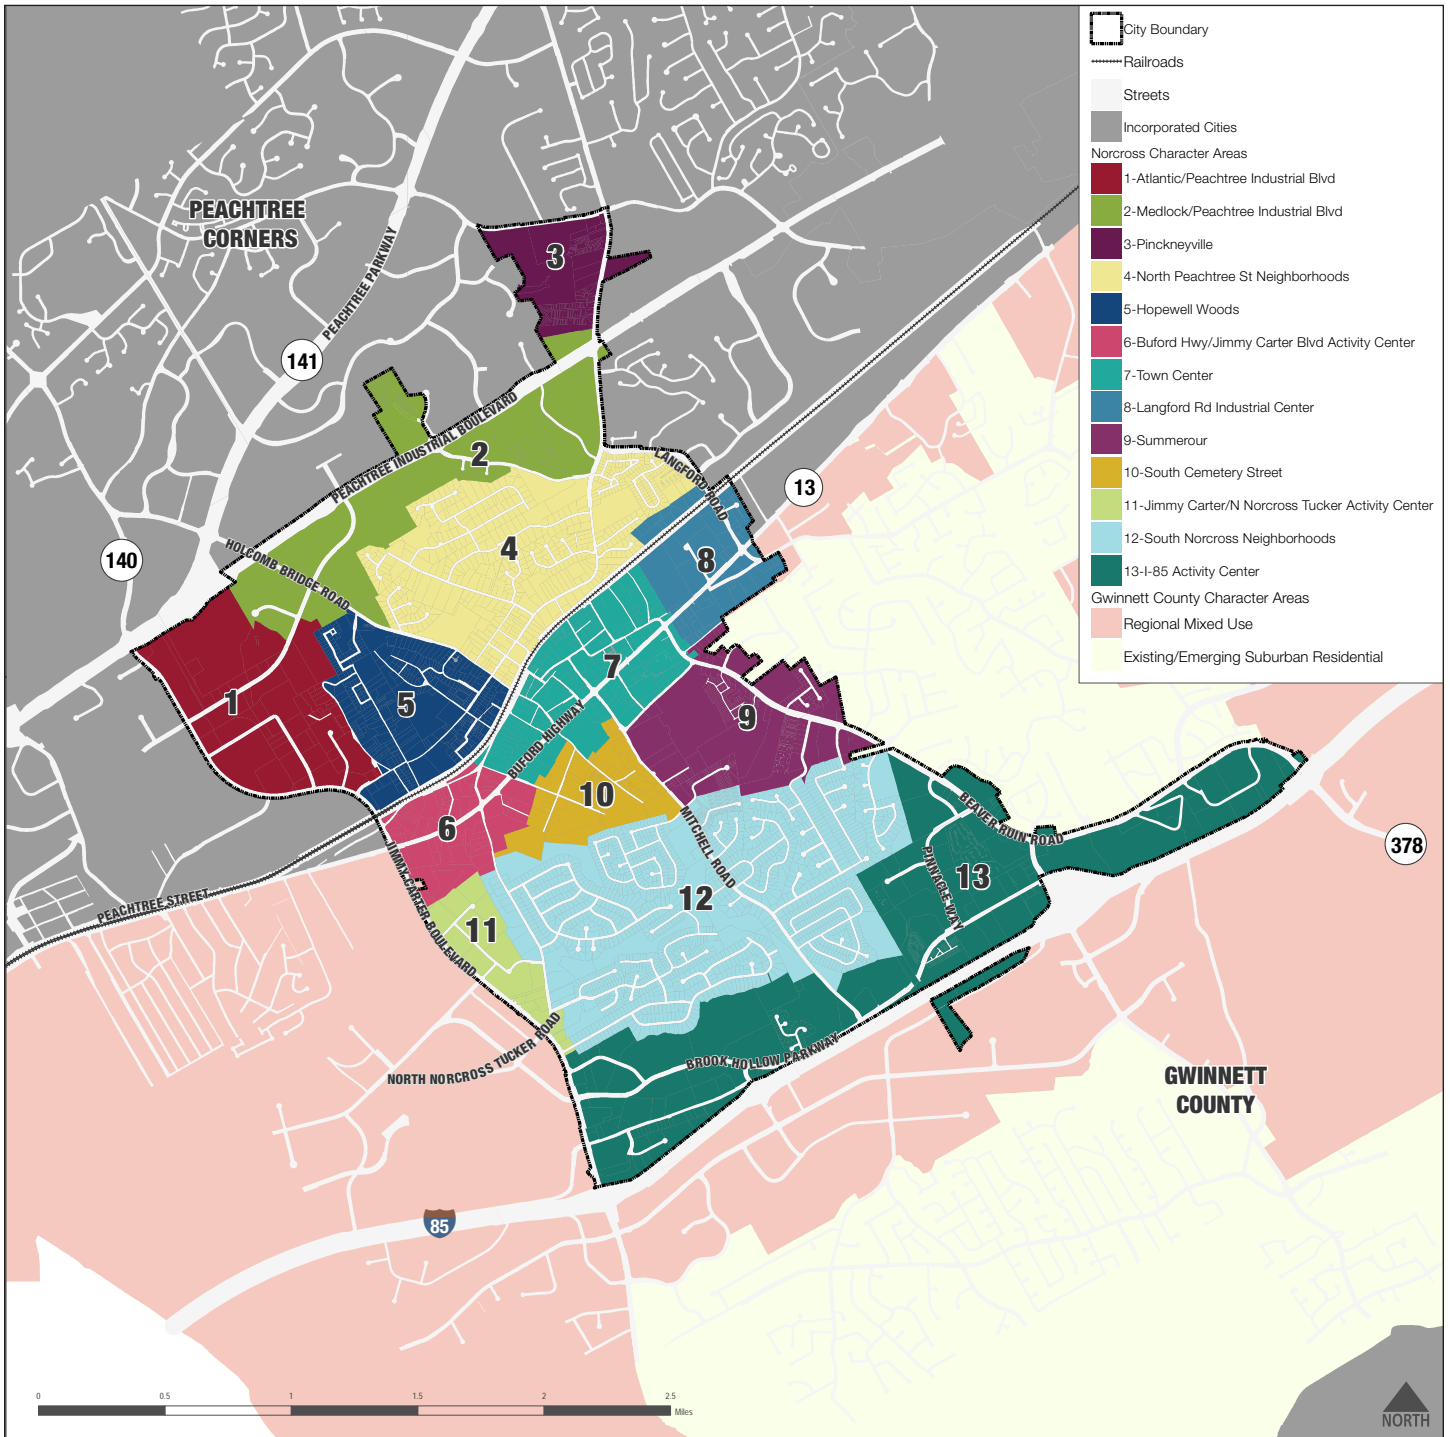 City Boundary
Railroads
Streets
Incorporated Cities
Norcross Character Areas
1-Atlantic/Peachtree Industrial Blvd
2-Medlock/Peachtree Industrial Blvd
3-Pinckneyville
4-North Peachtree St Neighborhoods
5-Hopewell Woods
6-Buford Hwy/Jimmy Carter Blvd Activity Center
7-Town Center
8-Langford Rd Industrial Center
9-Summerour
10-South Cemetery Street
11-Jimmy Carter/N Norcross Tucker Activity Center
12-South Norcross Neighborhoods
13-I-85 Activity Center
Gwinnett County Character Areas
Regional Mixed Use
Existing/Emerging Suburban Residential
PEACHTREE
CORNERS
PEACHTREE PARKWAY
3
141
PEACHTREE INDUSTRIAL BOULEVARD
2
LANGFORD ROAD
13
HOLCOMB BRIDGE ROAD
140
4
8
7
1
5
9
BUFORD HIGHWAY
10
6
MITCHELL ROAD
BEAVER RUIN ROAD
378
JIMMY CARTER BOULEVARD
PINNACLE WAY
13
12
PEACHTREE STREET
11
NORTH NORCROSS TUCKER ROAD
BROOK HOLLOW PARKWAY
GWINNETT
COUNTY
85
0 0.5 1 1.5 2 2.5
Miles
NORTH